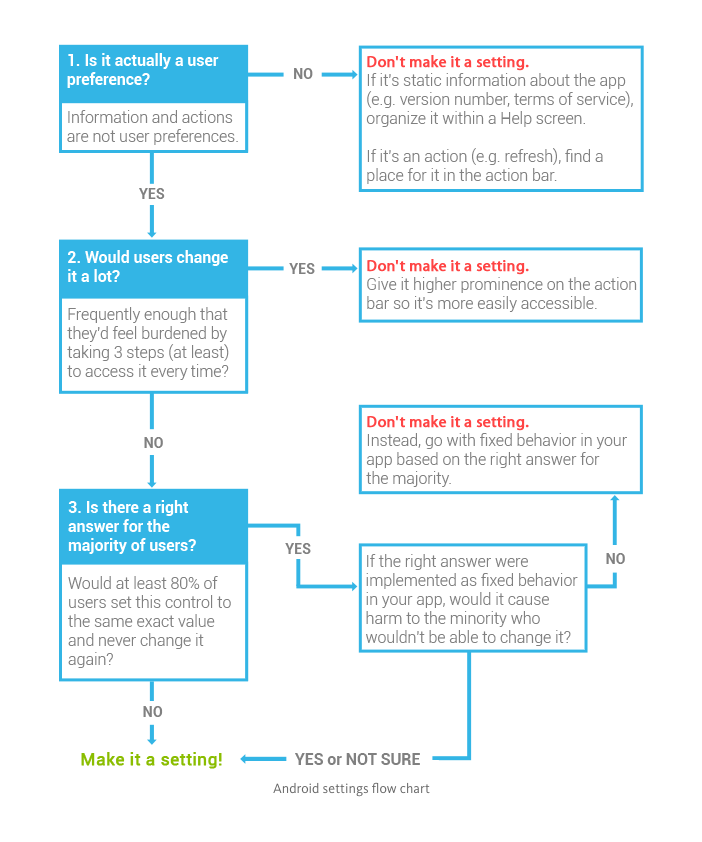 1. Is it actually a user
preference?
Information and actions
are not user preferences.
NO
Don't make it a setting.
If it's static information about the app
(e.g. version number, terms of service),
organize it within a Help screen.
If it's an action (e.g. refresh), find a
place for it in the action bar.
YES
2. Would users change
it a lot?
Frequently enough that
they'd feel burdened by
taking 3 steps (at least)
to access it every time?
YES
Don't make it a setting.
Give it higher prominence on the action
bar so it's more easily accessible.
NO
3. Is there a right
answer for the
majority of users?
Would at least 80% of
users set this control to
the same exact value
and never change it
again?
YES
If the right answer were
implemented as fixed behavior
in your app, would it cause
harm to the minority who
wouldn't be able to change it?
NO
Don't make it a setting.
Instead, go with fixed behavior in your
app based on the right answer for
the majority.
NO
YES or NOT SURE
Make it a setting!
Android settings flow chart